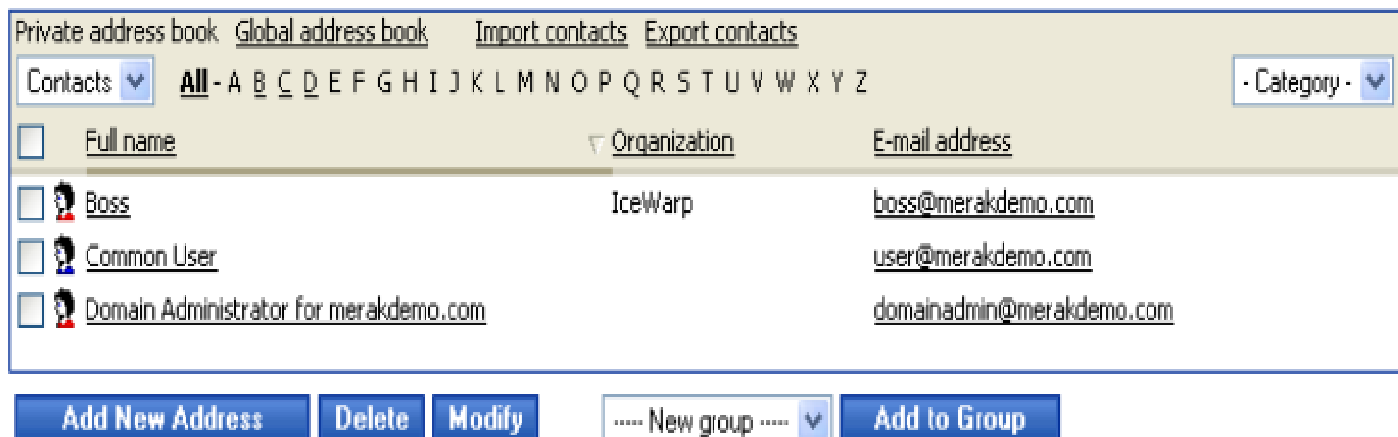 Private address book Global address book Import contacts Export contacts
Contacts All - A B C D E F G H I J K L M N O P Q R S T U V W X Y Z - Category -
Full name Organization E-mail address
Boss IceWarp boss@merakdemo.com
Common User user@merakdemo.com
Domain Administrator for merakdemo.com domainadmin@merakdemo.com
Add New Address Delete Modify ----- New group ----- Add to Group